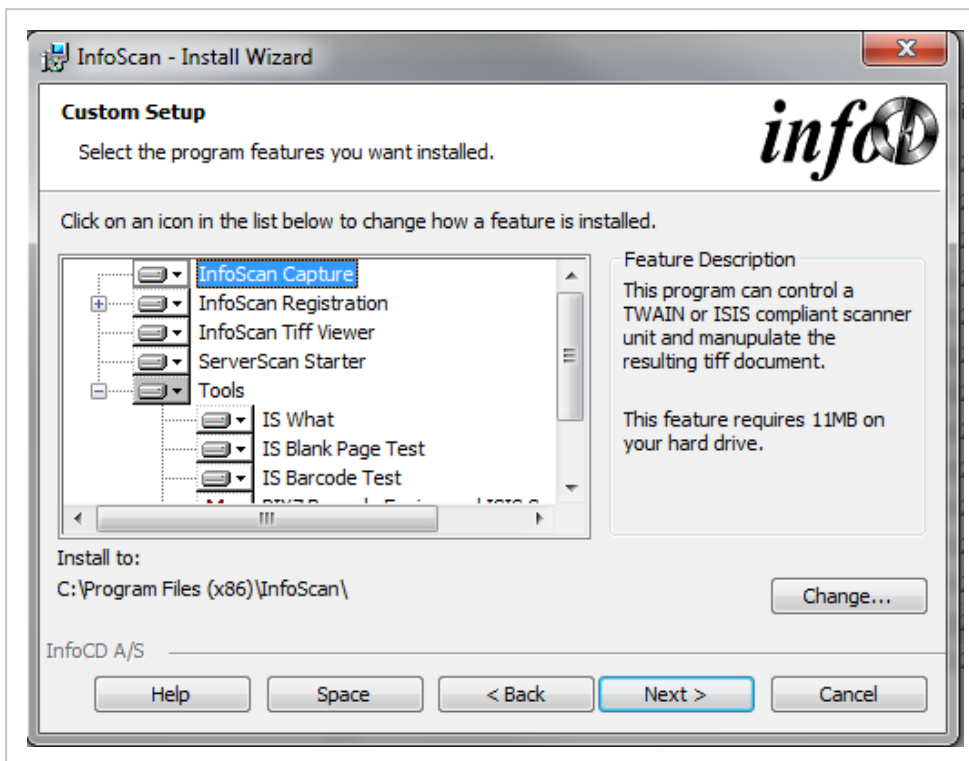 InfoScan - Install Wizard
Custom Setup
Select the program features you want installed.
infoCD
Click on an icon in the list below to change how a feature is installed.
InfoScan Capture
InfoScan Registration
InfoScan Tiff Viewer
ServerScan Starter
Tools
IS What
IS Blank Page Test
IS Barcode Test
Feature Description
This program can control a
TWAIN or ISIS compliant scanner
unit and manupulate the
resulting tiff document.
This feature requires 11MB on
your hard drive.
Install to:
C:\Program Files (x86)\InfoScan\
Change...
InfoCD A/S
Help
Space
< Back
Next >
Cancel